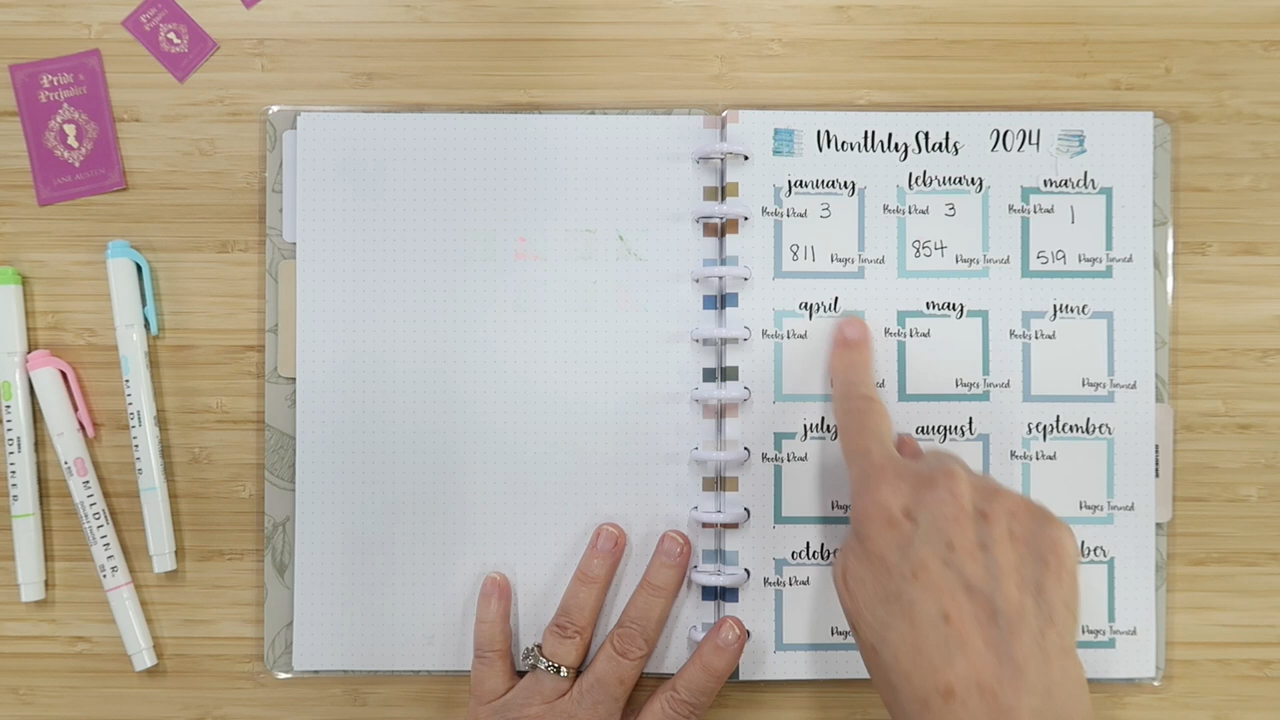 Pride &
Prejudice
Pride &
Prejudice
JANE AUSTEN
MILDLINER
MILDLINER
MILDLINER
Monthly Stats 2024
january february march
Books Read 3 Books Read 3 Books Read 1
811 Pages Turned 854 Pages Turned 519 Pages Turned
april may june
Books Read Books Read Books Read
Pages Turned Pages Turned
july august september
Books Read Books Read
Pages Turned
Books Read
Pages Turned